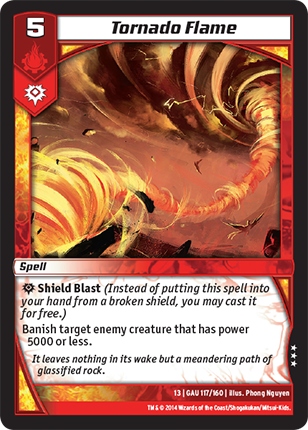 5
Tornado Flame
Spell
Shield Blast (Instead of putting this spell into
your hand from a broken shield, you may cast it
for free.)
Banish target enemy creature that has power
5000 or less.
It leaves nothing in its wake but a meandering path of
glassified rock.
13 | GAU 117/160 | Illus. Phong Nguyen
TM & © 2014 Wizards of the Coast/Shogakukan/Mitsui-Kids.